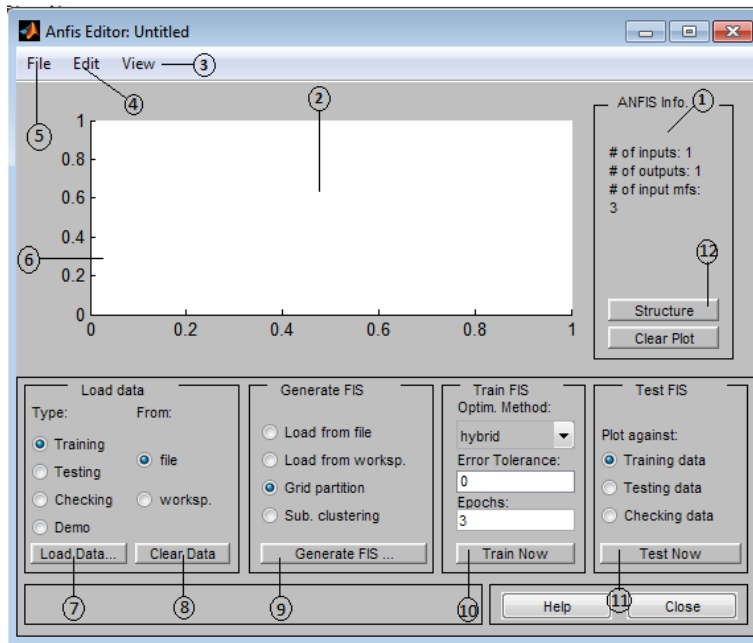 Anfis Editor: Untitled
File Edit View
3
4
5
2
1
ANFIS Info.
# of inputs: 1
# of outputs: 1
# of input mfs:
3
12
Structure
Clear Plot
6
1
0.8
0.6
0.4
0.2
0
0 0.2 0.4 0.6 0.8 1
Load data
Type: From:
Training
Testing
Checking
Demo
file
worksp.
Load Data... Clear Data
7
8
Generate FIS
Load from file
Load from worksp.
Grid partition
Sub. clustering
Generate FIS ...
9
Train FIS
Optim. Method:
hybrid
Error Tolerance:
0
Epochs:
3
Train Now
10
Test FIS
Plot against:
Training data
Testing data
Checking data
Test Now
11
Help Close